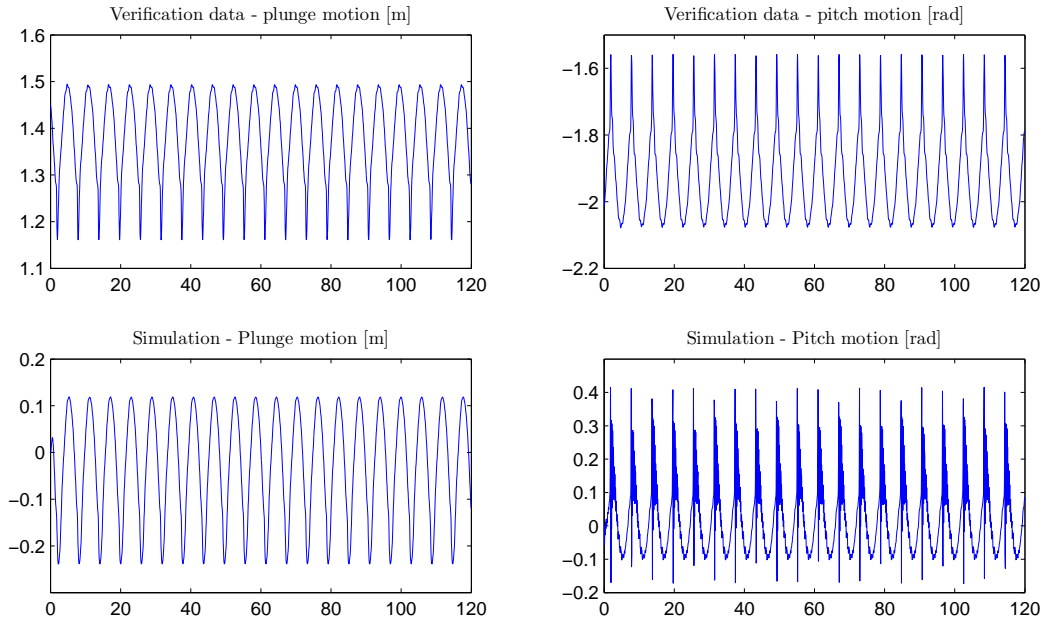 Verification data - plunge motion [m]
1.6
1.5
1.4
1.3
1.2
1.1
0 20 40 60 80 100 120
Verification data - pitch motion [rad]
−1.6
−1.8
−2
−2.2
0 20 40 60 80 100 120
Simulation - Plunge motion [m]
0.2
0.1
0
−0.1
−0.2
0 20 40 60 80 100 120
Simulation - Pitch motion [rad]
0.4
0.3
0.2
0.1
0
−0.1
−0.2
0 20 40 60 80 100 120